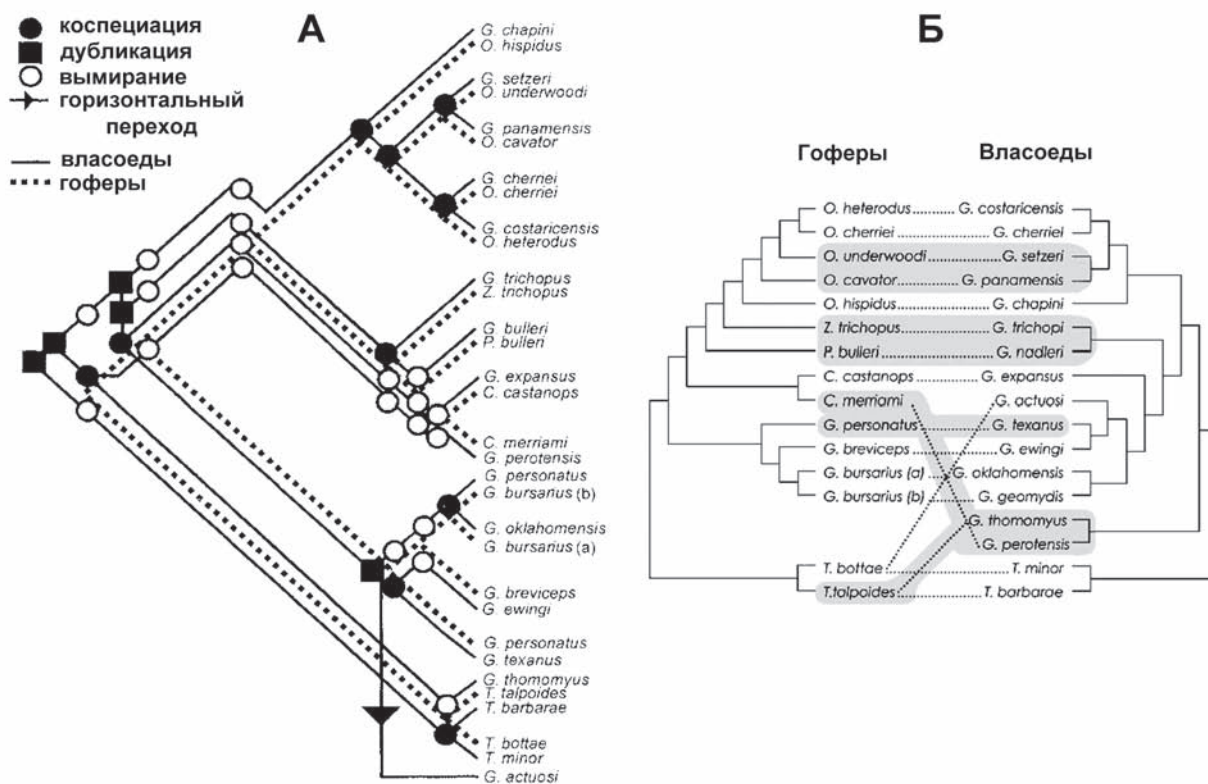 А
коспециация
дубликация
вымирание
горизонтальный
переход
власоеды
гоферы
G. chapini
O. hispidus
G. setzeri
O. underwoodi
G. panamensis
O. cavator
G. cherriei
O. cherriei
G. costaricensis
O. heterodus
G. trichopus
Z. trichopus
G. bulleri
P. bulleri
G. expansus
C. castanops
C. merriami
G. perotensis
G. personatus
G. bursarius (b)
G. oklahomensis
G. bursarius (a)
G. breviceps
G. ewingi
G. personatus
G. texanus
G. thomomyus
T. talpoides
T. barbarae
T. bottae
T. minor
G. actuosi
Б
Гоферы Власоеды
O. heterodus G. costaricensis
O. cherriei G. cherriei
O. underwoodi G. setzeri
O. cavator G. panamensis
O. hispidus G. chapini
Z. trichopus G. trichopi
P. bulleri G. nadleri
C. castanops G. expansus
C. merriami G. actuosi
G. personatus G. texanus
G. breviceps G. ewingi
G. bursarius (a) G. oklahomensis
G. bursarius (b) G. geomydis
G. thomomyus
G. perotensis
T. bottae T. minor
T.talpoides T. barbarae